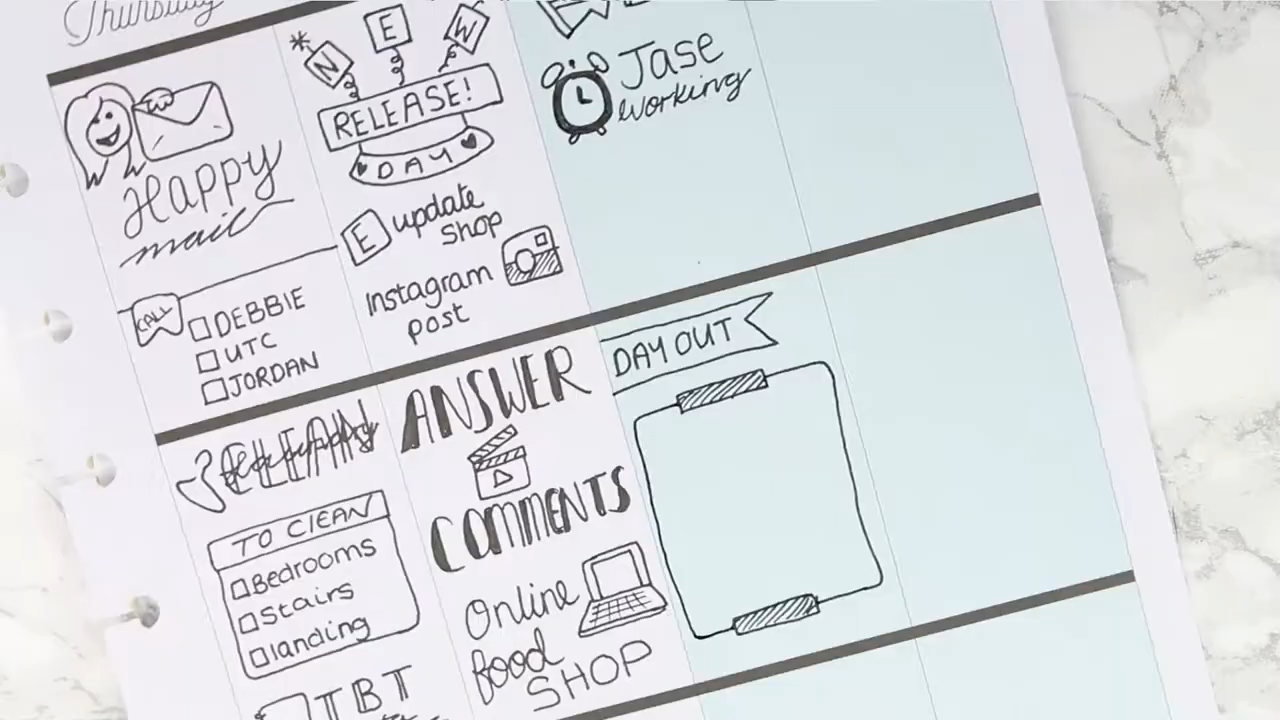 Thursday
Happy
mail
CALL
DEBBIE
UTC
JORDAN
NEW
RELEASE!
DAY
E update
SHOP
Instagram
post
Jase
Working
CLEAN
TO CLEAN
Bedrooms
Stairs
landing
TBT
ANSWER
COMMENTS
Online
food
SHOP
DAY OUT